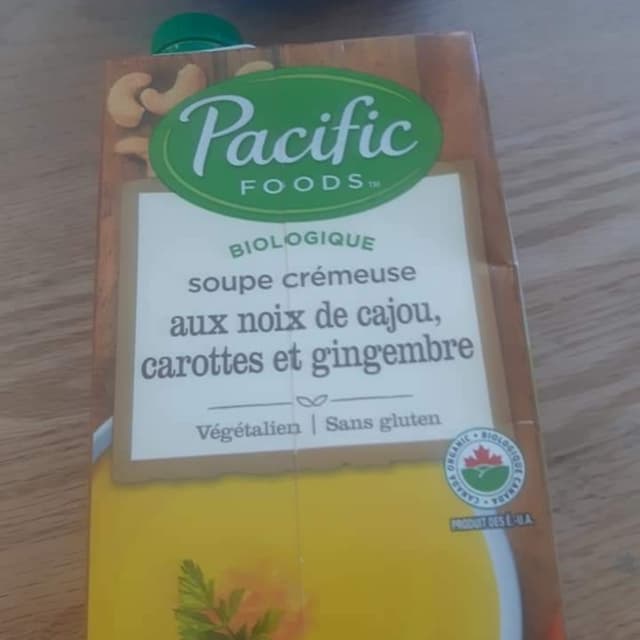 Pacific
FOODS™
BIOLOGIQUE
soupe crémeuse
aux noix de cajou,
carottes et gingembre
Végétalien | Sans gluten
CANADA ORGANIC • BIOLOGIQUE CANADA •
PRODUIT DES É.-U.A.